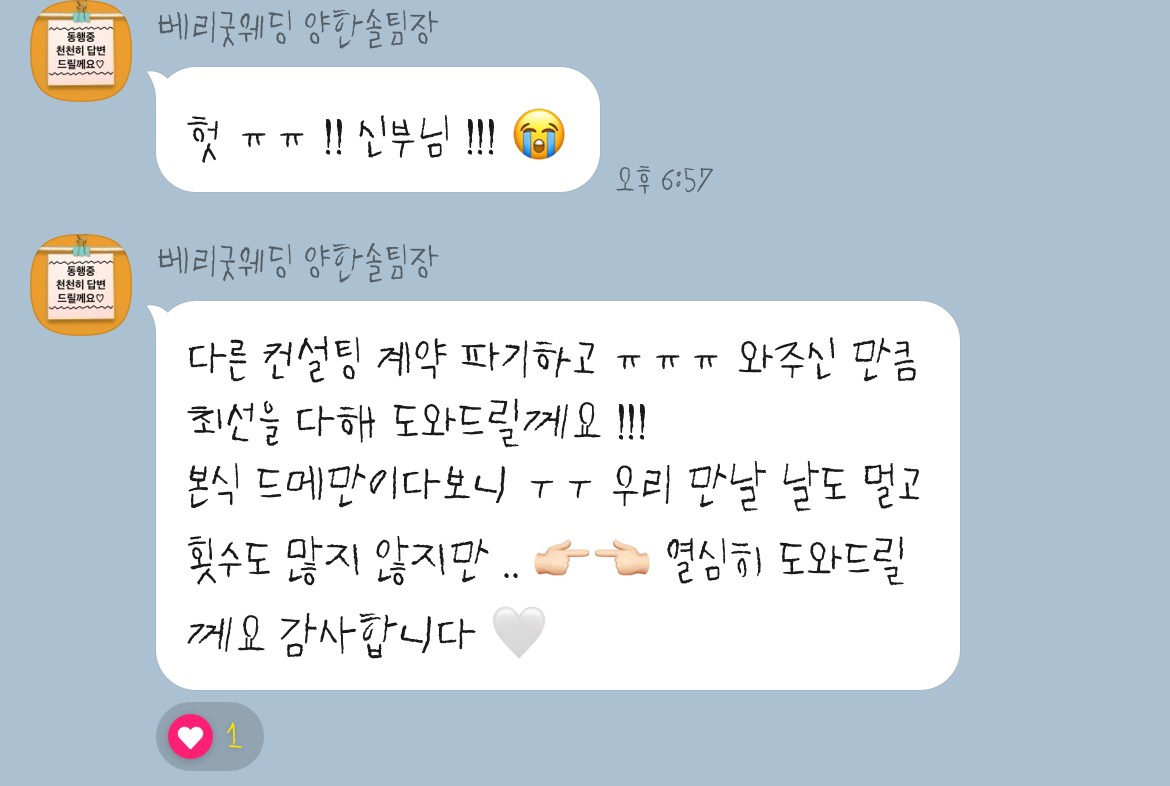 동행중
천천히 답변
드릴께요♡
베리굿웨딩 양한솔팀장
헛 ㅠㅠ !! 신부님 !!! 😭
오후 6:57
동행중
천천히 답변
드릴께요♡
베리굿웨딩 양한솔팀장
다른 컨설팅 계약 파기하고 ㅠㅠㅠ 와주신 만큼
최선을 다해 도와드릴께요 !!!
본식 드메만이다보니 ㅜㅜ 우리 만날 날도 멀고
횟수도 많지 않지만 .. 👉🏻👈🏻 열심히 도와드릴
께요 감사합니다 🤍
1